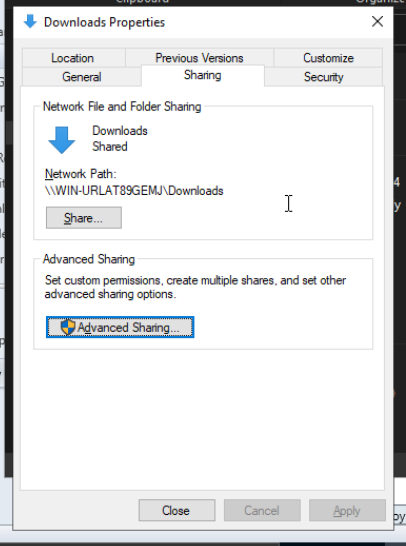 Downloads Properties
Location
Previous Versions
Customize
General
Sharing
Security
Network File and Folder Sharing
Downloads
Shared
Network Path:
\\WIN-URLAT89GEMJ\Downloads
Share...
Advanced Sharing
Set custom permissions, create multiple shares, and set other
advanced sharing options.
Advanced Sharing...
Close
Cancel
Apply